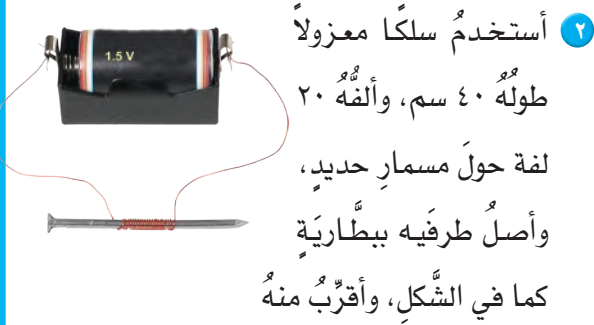 ٢ أستخدمُ سلكًا معزولاً
طولُهُ ٤٠ سم، وألفُّهُ ٢٠
لفة حولَ مسمارِ حديدٍ،
وأصلُ طرفَيه ببطَّاريَةٍ
كما في الشَّكلِ، وأقرِّبُ منهُ
1.5 V